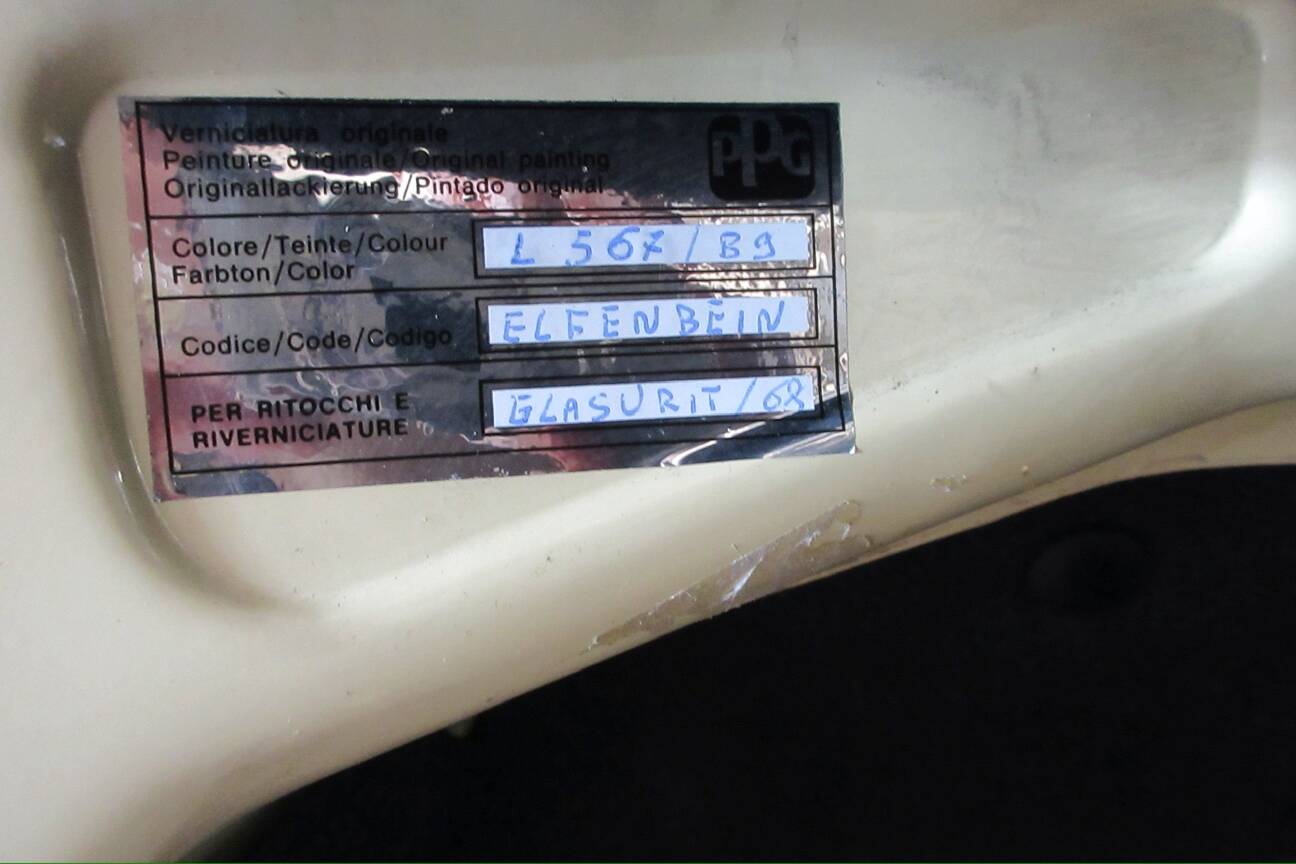 Verniciatura originale
Peinture originale/Original painting
Originallackierung/Pintado original
PPG
Colore/Teinte/Colour
Farbton/Color
L 567/B9
Codice/Code/Codigo
ELFENBEIN
PER RITOCCHI E
RIVERNICIATURE
GLASURIT/68